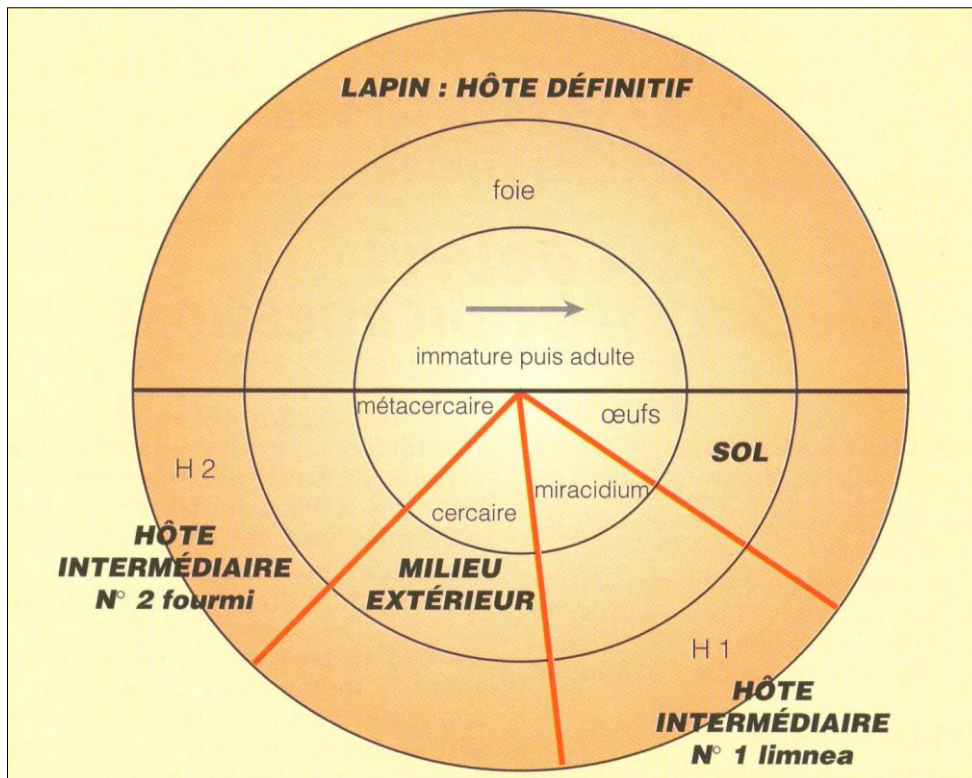 LAPIN : HÔTE DÉFINITIF
foie
immature puis adulte
métacercaire
œufs
SOL
H 2
miracidium
cercaire
HÔTE
INTERMÉDIAIRE
N° 2 fourmi
MILIEU
EXTÉRIEUR
H 1
HÔTE
INTERMÉDIAIRE
N° 1 limnea